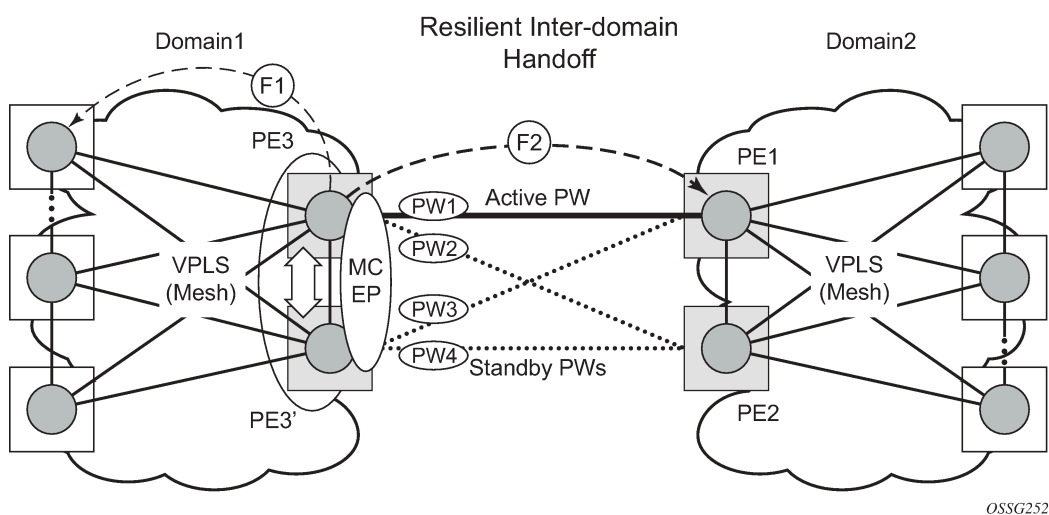 Resilient Inter-domain
Handoff
Domain1
Domain2
F1
F2
PE3
PE1
PW1
Active PW
PW2
VPLS
(Mesh)
MC
EP
VPLS
(Mesh)
PW3
PW4
Standby PWs
PE3’
PE2
OSSG252